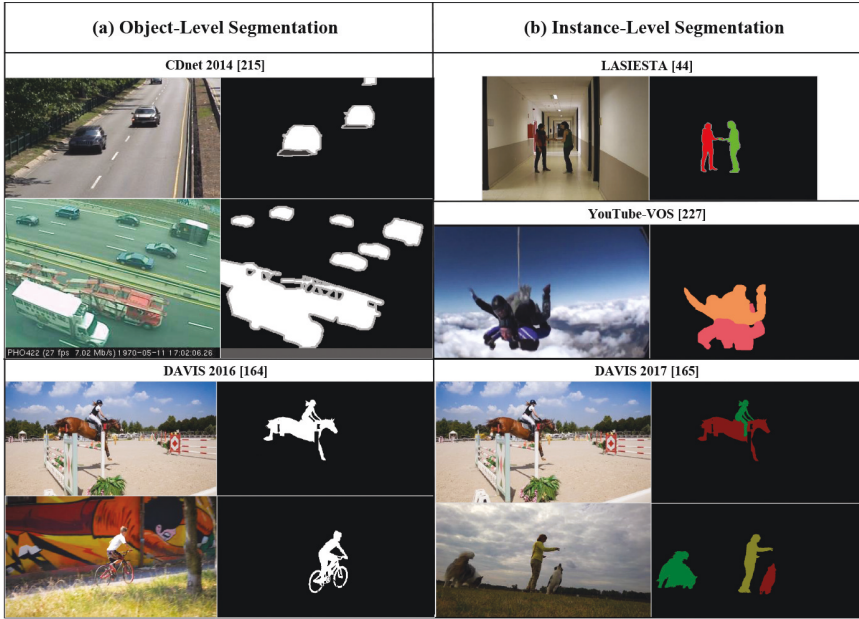 (a) Object-Level Segmentation
(b) Instance-Level Segmentation
CDnet 2014 [215]
LASIESTA [44]
YouTube-VOS [227]
PHO422 (27 fps 7.02 Mb/s) 1970-05-11 17:02:06.26
DAVIS 2016 [164]
DAVIS 2017 [165]